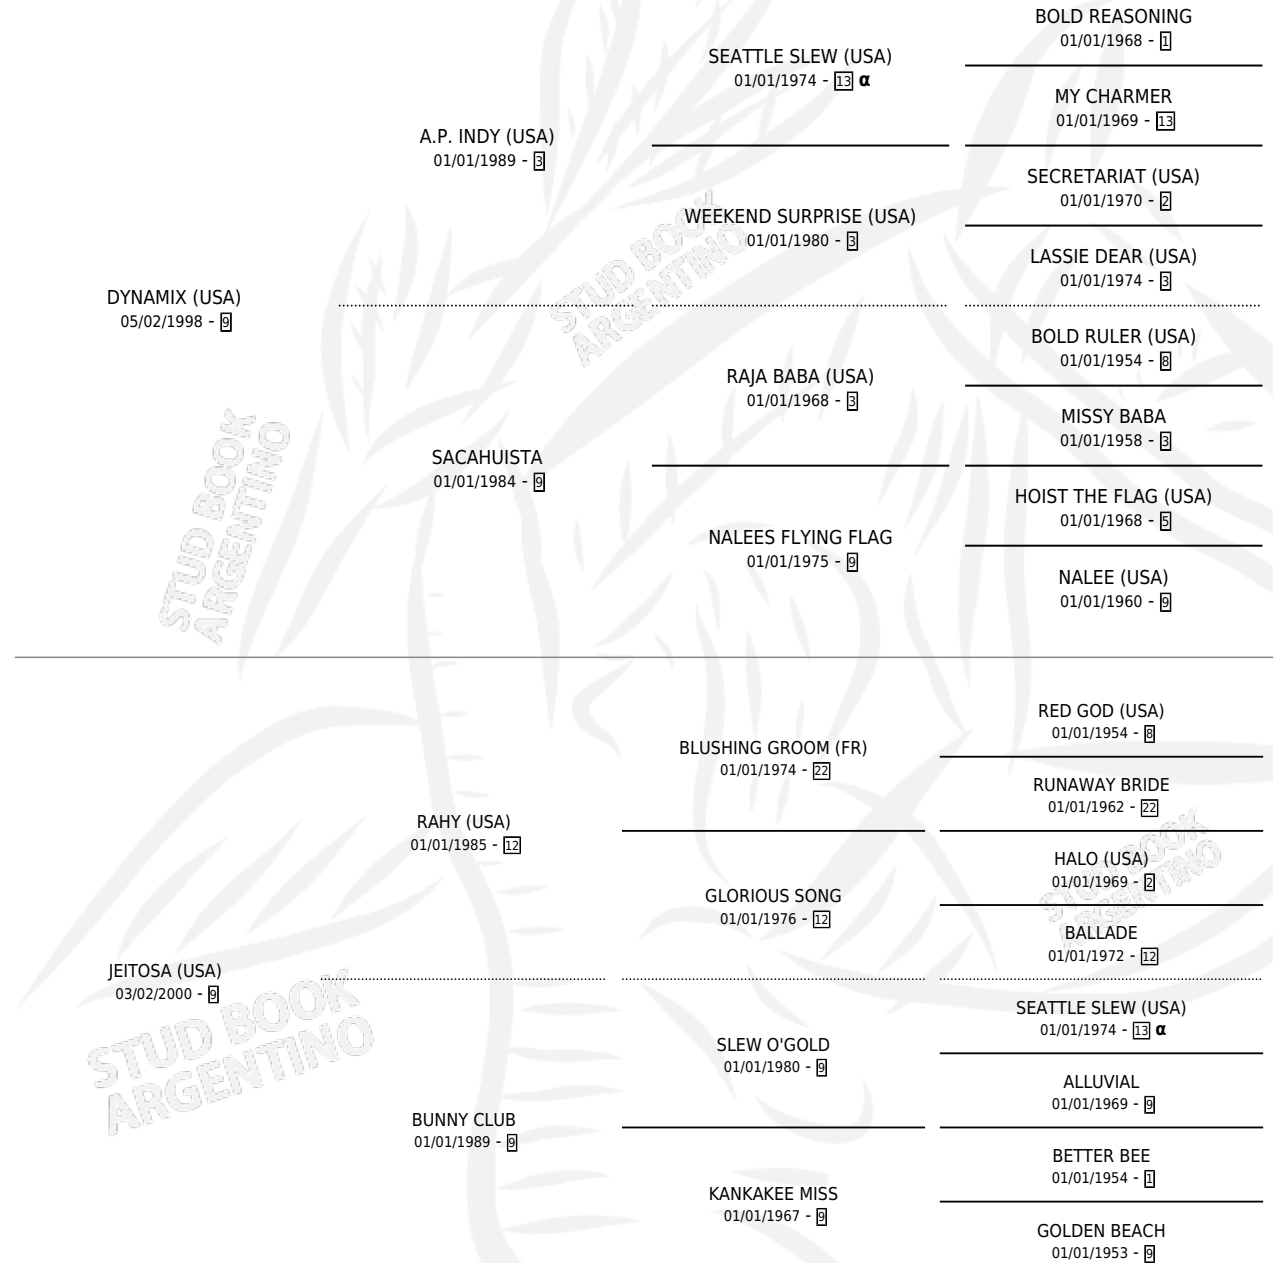 BOLD REASONING
01/01/1968 - 1
SEATTLE SLEW (USA)
01/01/1974 - 13 α
MY CHARMER
01/01/1969 - 13
A.P. INDY (USA)
01/01/1989 - 3
SECRETARIAT (USA)
01/01/1970 - 2
WEEKEND SURPRISE (USA)
01/01/1980 - 3
LASSIE DEAR (USA)
01/01/1974 - 3
DYNAMIX (USA)
05/02/1998 - 9
BOLD RULER (USA)
01/01/1954 - 8
RAJA BABA (USA)
01/01/1968 - 3
MISSY BABA
01/01/1958 - 3
SACAHUISTA
01/01/1984 - 9
HOIST THE FLAG (USA)
01/01/1968 - 5
NALEES FLYING FLAG
01/01/1975 - 9
NALEE (USA)
01/01/1960 - 9
RED GOD (USA)
01/01/1954 - 8
BLUSHING GROOM (FR)
01/01/1974 - 22
RUNAWAY BRIDE
01/01/1962 - 22
RAHY (USA)
01/01/1985 - 12
HALO (USA)
01/01/1969 - 2
GLORIOUS SONG
01/01/1976 - 12
BALLADE
01/01/1972 - 12
JEITOSA (USA)
03/02/2000 - 9
SEATTLE SLEW (USA)
01/01/1974 - 13 α
SLEW O'GOLD
01/01/1980 - 9
ALLUVIAL
01/01/1969 - 9
BUNNY CLUB
01/01/1989 - 9
BETTER BEE
01/01/1954 - 1
KANKAKEE MISS
01/01/1967 - 9
GOLDEN BEACH
01/01/1953 - 9
STUD BOOK
ARGENTINO
STUD BOOK
ARGENTINO
STUD BOOK
ARGENTINO
STUD BOOK
ARGENTINO